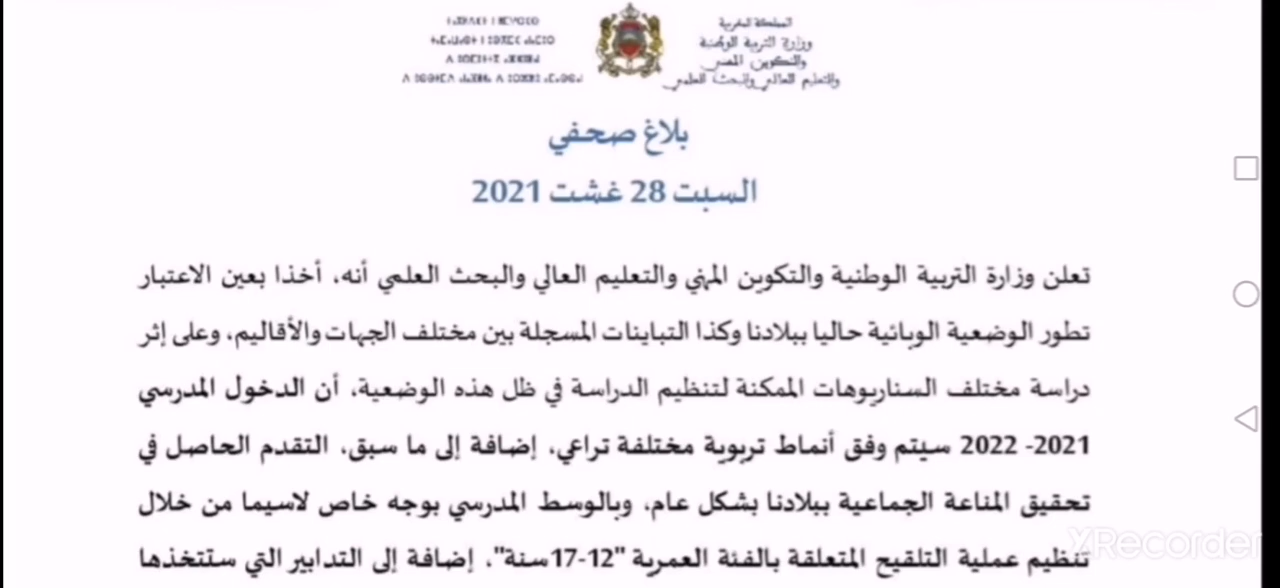 المملكة المغربية
وزارة التربية الوطنية
والتكوين المهني
والتعليم العالي والبحث العلمي
بلاغ صحفي
السبت 28 غشت 2021
تعلن وزارة التربية الوطنية والتكوين المهني والتعليم العالي والبحث العلمي أنه، أخذا بعين الاعتبار
تطور الوضعية الوبائية حاليا ببلادنا وكذا التباينات المسجلة بين مختلف الجهات والأقاليم، وعلى إثر
دراسة مختلف السناريوهات الممكنة لتنظيم الدراسة في ظل هذه الوضعية، أن الدخول المدرسي
2021- 2022 سيتم وفق أنماط تربوية مختلفة تراعي، إضافة إلى ما سبق، التقدم الحاصل في
تحقيق المناعة الجماعية ببلادنا بشكل عام، وبالوسط المدرسي بوجه خاص لاسيما من خلال
تنظيم عملية التلقيح المتعلقة بالفئة العمرية "12-17سنة"، إضافة إلى التدابير التي ستتخذها
XRecorder